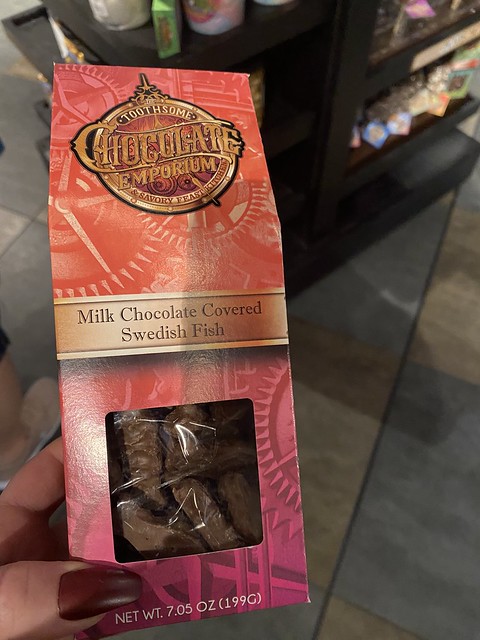 TOOTHSOME
CHOCOLATE
EMPORIUM
& SAVORY FEAST KITCHEN
Milk Chocolate Covered
Swedish Fish
NET WT. 7.05 OZ (199G)